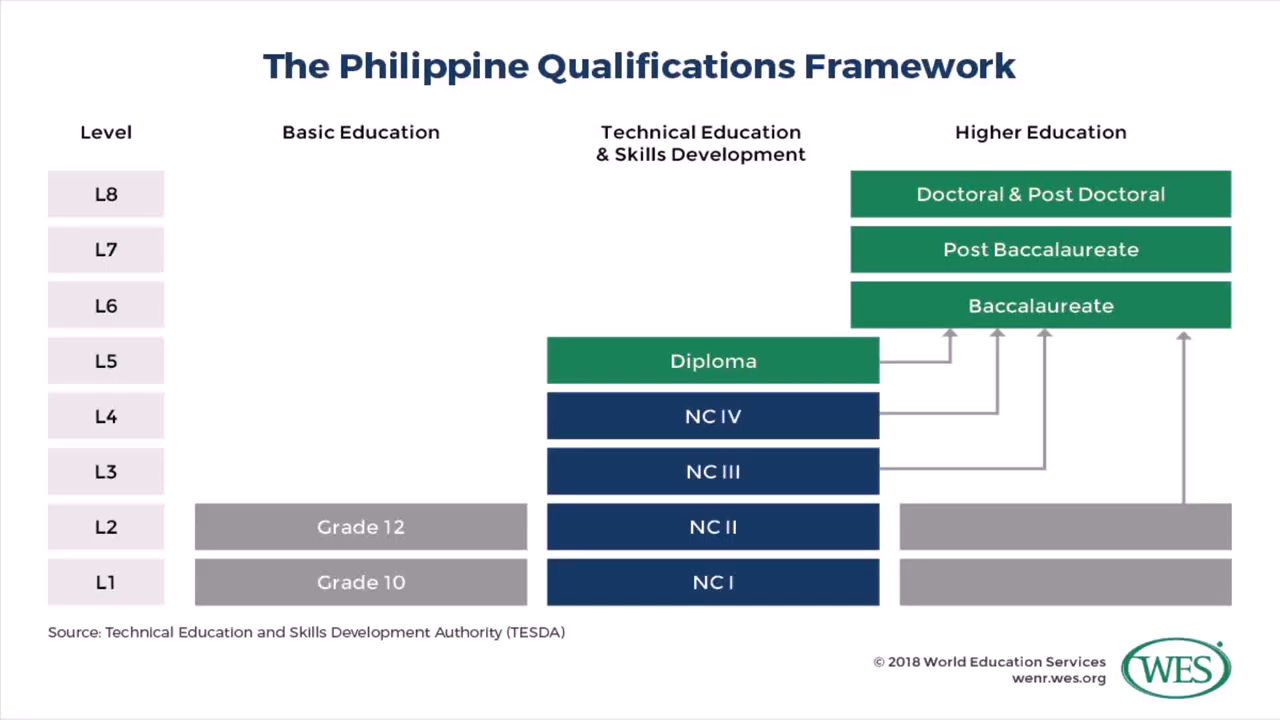 The Philippine Qualifications Framework
Level
Basic Education
Technical Education
& Skills Development
Higher Education
L8
Doctoral & Post Doctoral
L7
Post Baccalaureate
L6
Baccalaureate
L5
Diploma
L4
NC IV
L3
NC III
L2
Grade 12
NC II
L1
Grade 10
NC I
Source: Technical Education and Skills Development Authority (TESDA)
© 2018 World Education Services
wenr.wes.org
WES